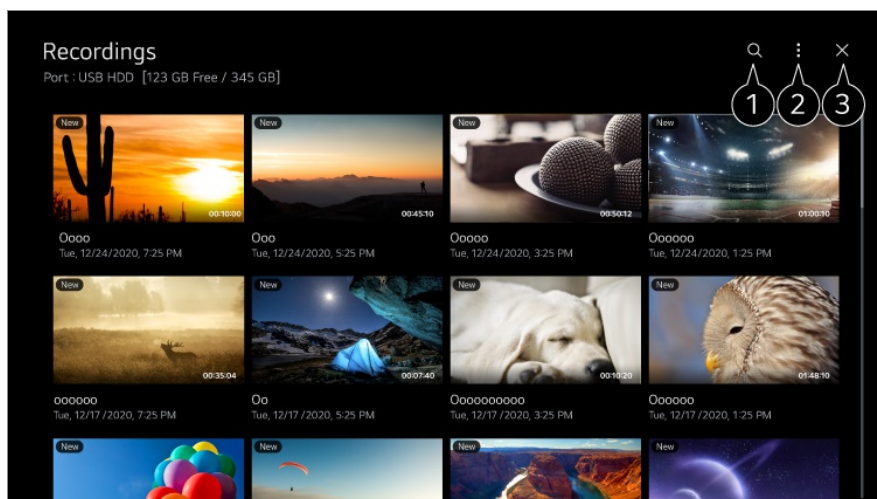 Recordings
Port : USB HDD [123 GB Free / 345 GB]
1 2 3
New New New New
00:10:00 00:45:10 00:50:12 01:00:10
Oooo Ooo Ooooo Oooooo
Tue, 12/24/2020, 7:25 PM Tue, 12/24/2020, 5:25 PM Tue, 12/24/2020, 3:25 PM Tue, 12/24/2020, 1:25 PM
New New New New
00:35:04 00:07:40 00:10:20 01:48:10
oooooo Oo Oooooooooo Oooooo
Tue, 12/17 /2020, 7:25 PM Tue, 12/17 /2020, 5:25 PM Tue, 12/17 /2020, 3:25 PM Tue, 12/17 /2020, 1:25 PM
New New New New